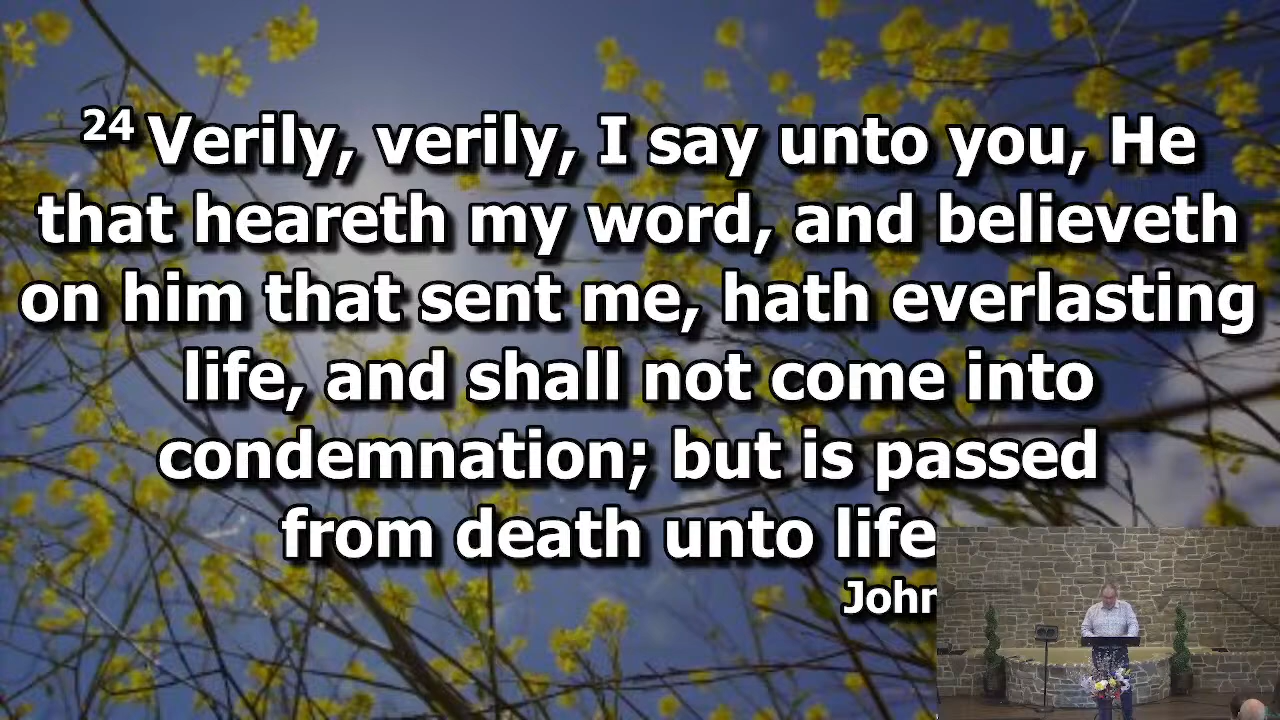 24 Verily, verily, I say unto you, He
that heareth my word, and believeth
on him that sent me, hath everlasting
life, and shall not come into
condemnation; but is passed
from death unto life
John